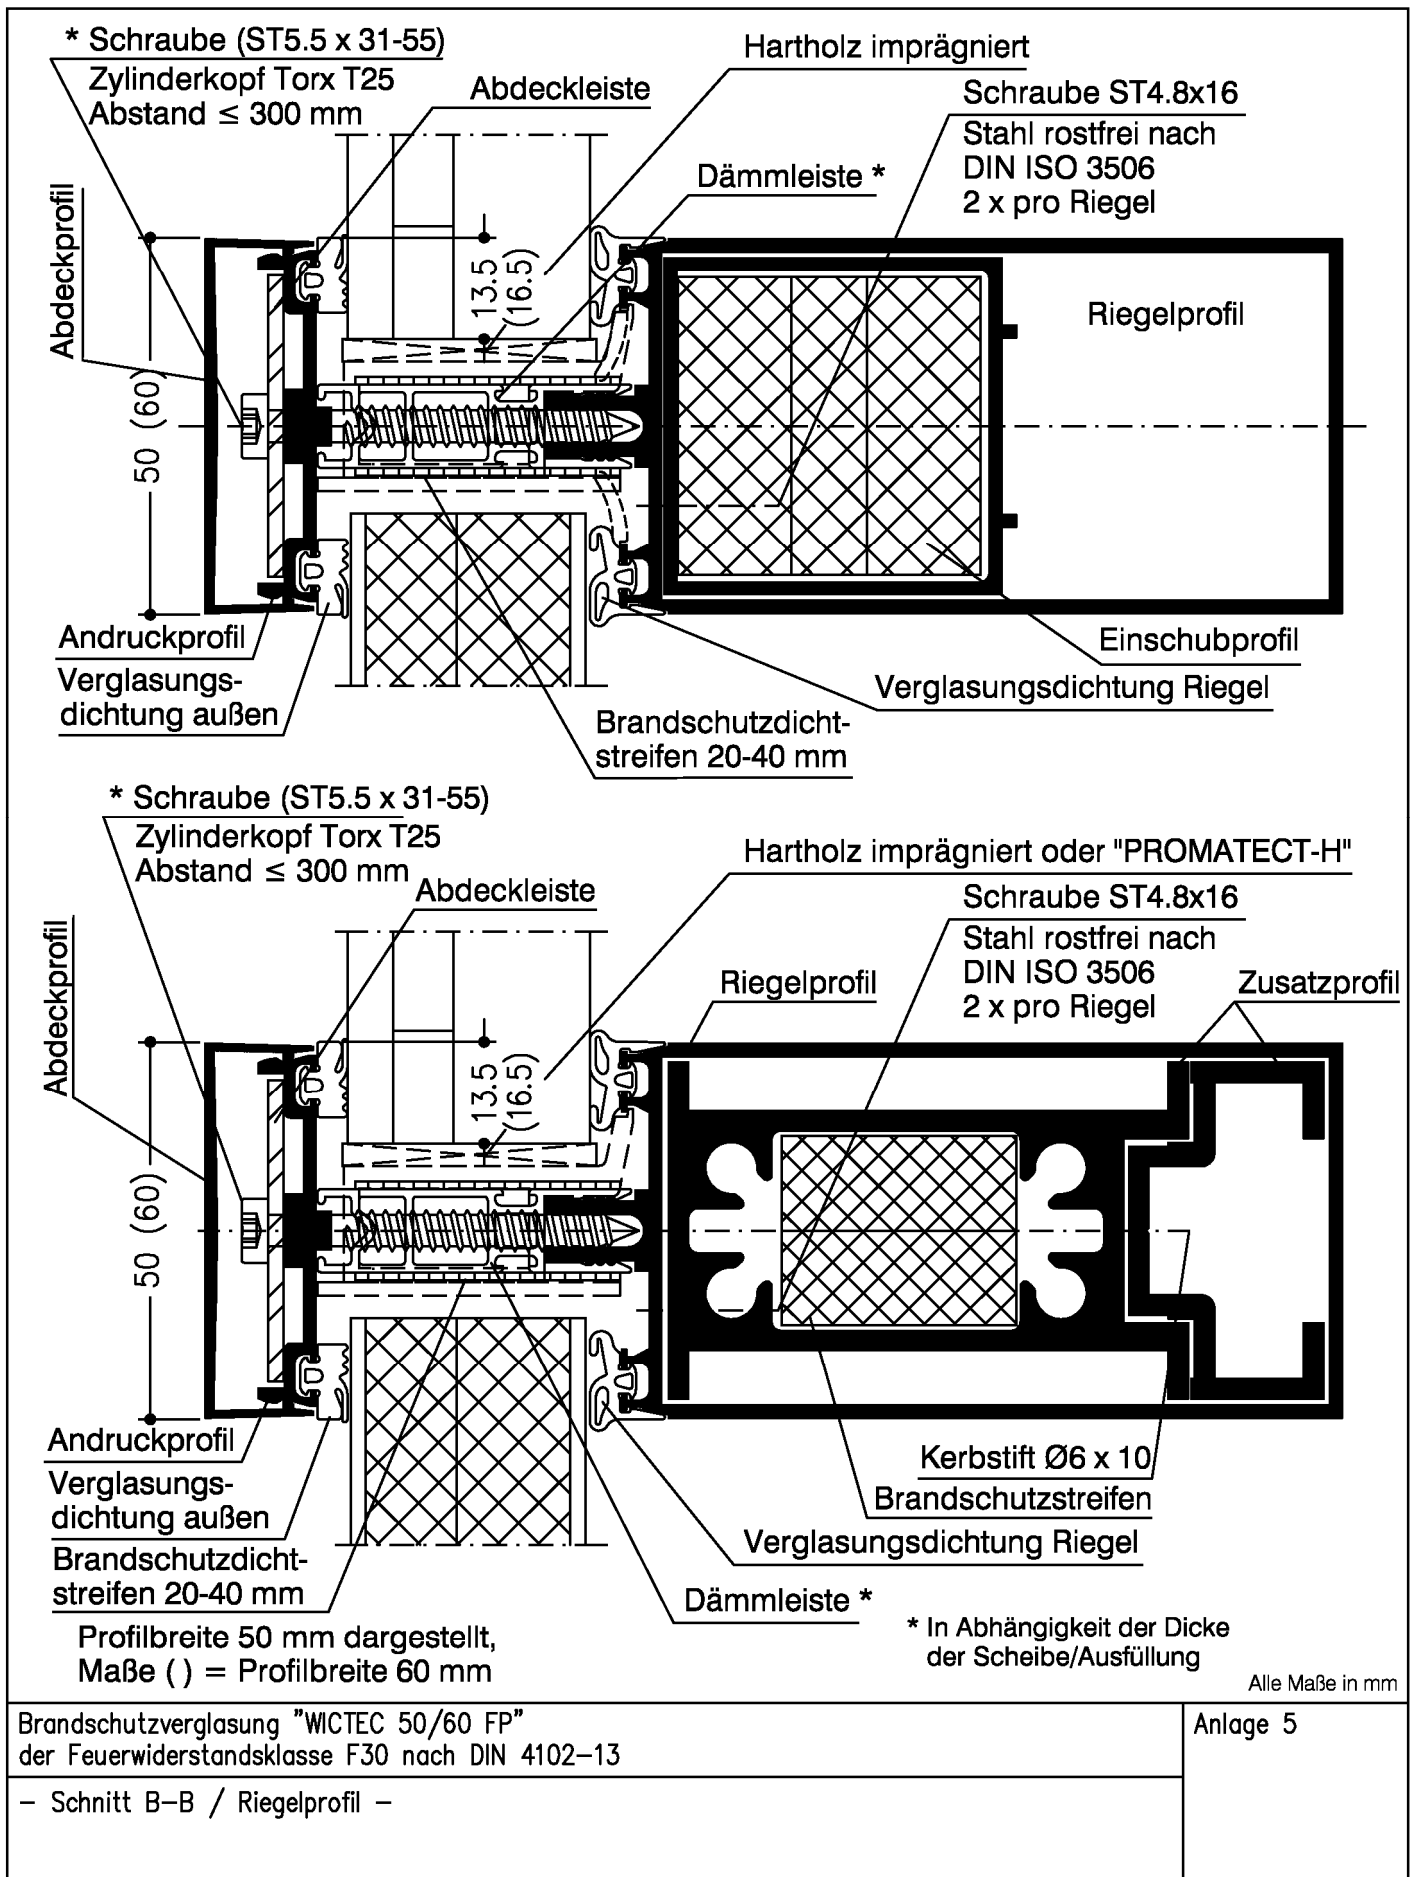 * Schraube (ST5.5 x 31-55)
Zylinderkopf Torx T25
Abstand ≤ 300 mm
Abdeckleiste
Hartholz imprägniert
Schraube ST4.8x16
Stahl rostfrei nach
DIN ISO 3506
2 x pro Riegel
Dämmleiste *
Abdeckprofil
13.5
(16.5)
50 (60)
Riegelprofil
Andruckprofil
Verglasungs-
dichtung außen
Einschubprofil
Verglasungsdichtung Riegel
Brandschutzdicht-
streifen 20-40 mm
* Schraube (ST5.5 x 31-55)
Zylinderkopf Torx T25
Abstand ≤ 300 mm
Abdeckleiste
Hartholz imprägniert oder "PROMATECT-H"
Schraube ST4.8x16
Stahl rostfrei nach
DIN ISO 3506
2 x pro Riegel
Riegelprofil
Zusatzprofil
Abdeckprofil
13.5
(16.5)
50 (60)
Andruckprofil
Verglasungs-
dichtung außen
Brandschutzdicht-
streifen 20-40 mm
Kerbstift Ø6 x 10
Brandschutzstreifen
Verglasungsdichtung Riegel
Dämmleiste *
Profilbreite 50 mm dargestellt,
Maße ( ) = Profilbreite 60 mm
* In Abhängigkeit der Dicke
der Scheibe/Ausfüllung
Alle Maße in mm
Brandschutzverglasung "WICTEC 50/60 FP"
der Feuerwiderstandsklasse F30 nach DIN 4102-13
Anlage 5
- Schnitt B-B / Riegelprofil -